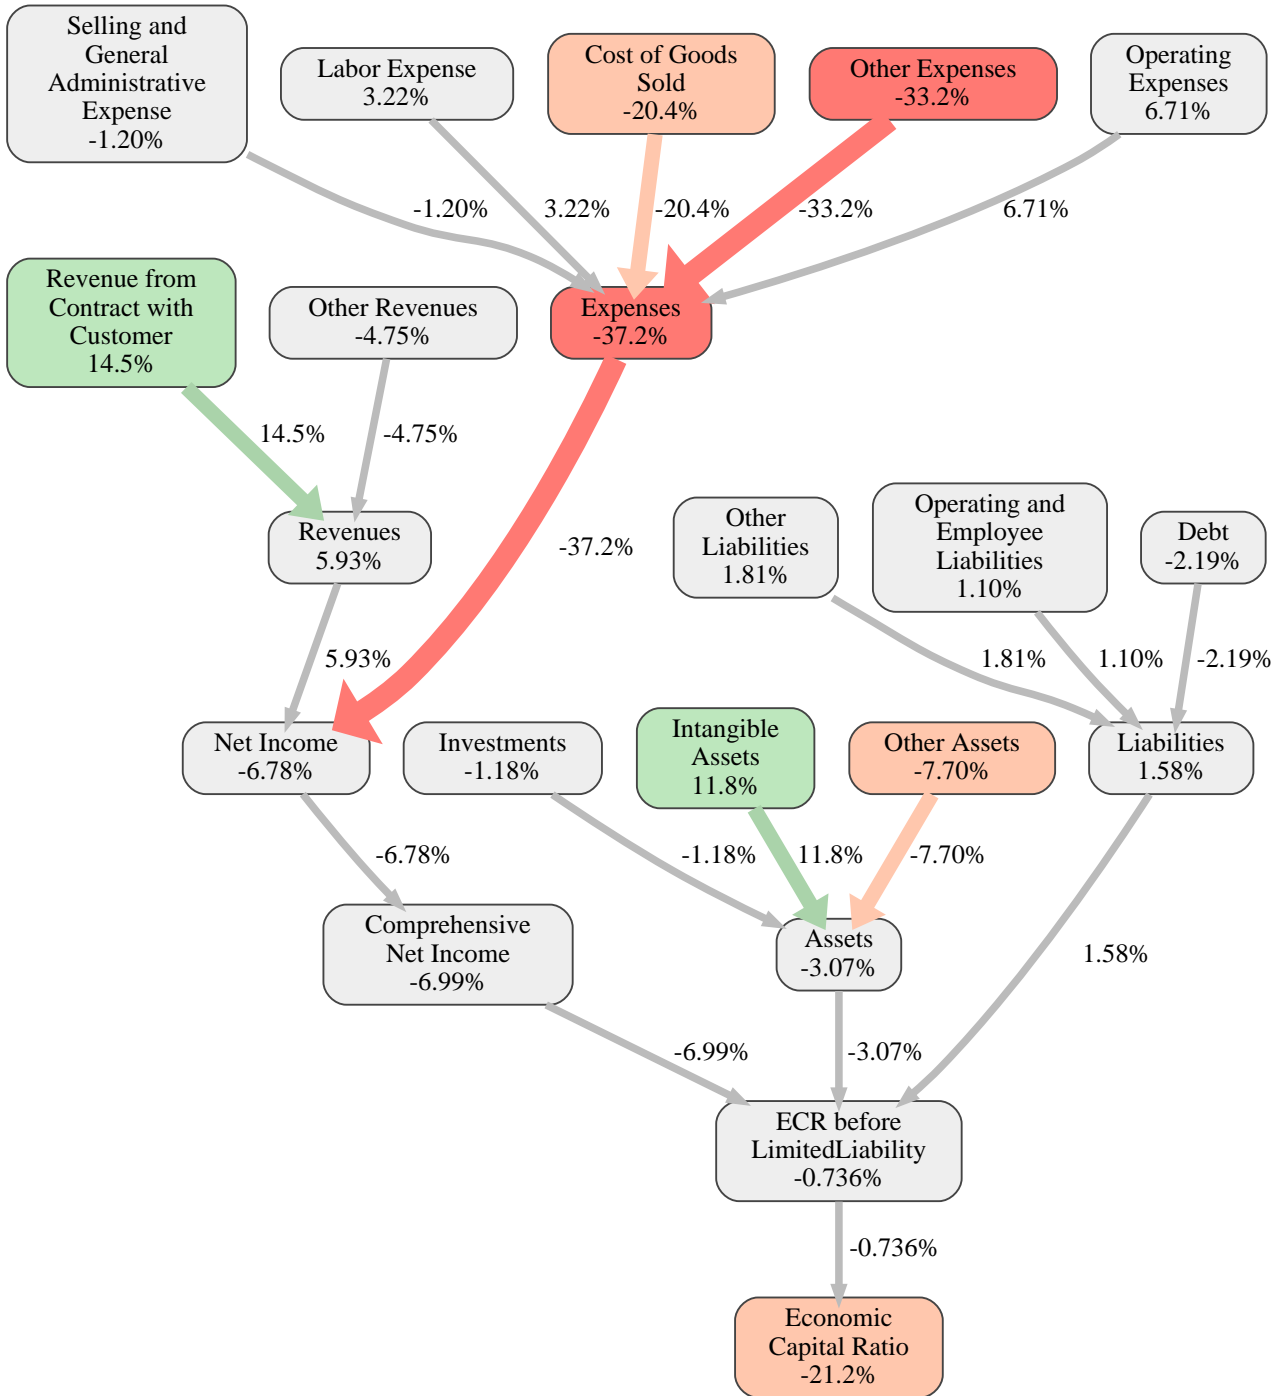 Selling and
General
Administrative
Expense
-1.20%
Labor Expense
3.22%
Cost of Goods
Sold
-20.4%
Other Expenses
-33.2%
Operating
Expenses
6.71%
-1.20%
3.22%
-20.4%
-33.2%
6.71%
Revenue from
Contract with
Customer
14.5%
Other Revenues
-4.75%
Expenses
-37.2%
14.5%
-4.75%
-37.2%
Revenues
5.93%
Other
Liabilities
1.81%
Operating and
Employee
Liabilities
1.10%
Debt
-2.19%
5.93%
1.81%
1.10%
-2.19%
Net Income
-6.78%
Investments
-1.18%
Intangible
Assets
11.8%
Other Assets
-7.70%
Liabilities
1.58%
-6.78%
-1.18%
11.8%
-7.70%
1.58%
Comprehensive
Net Income
-6.99%
Assets
-3.07%
-6.99%
-3.07%
ECR before
LimitedLiability
-0.736%
-0.736%
Economic
Capital Ratio
-21.2%